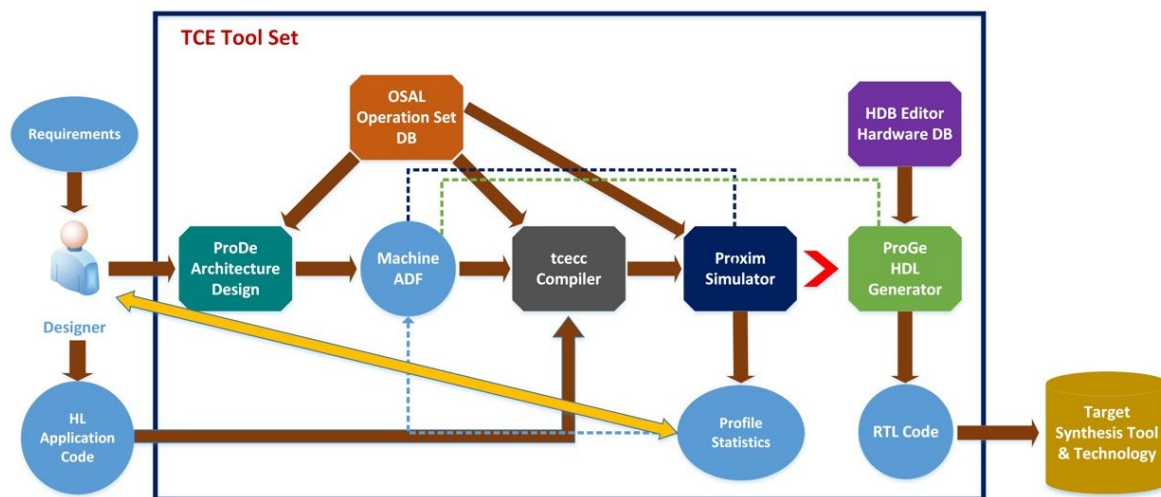 TCE Tool Set
Requirements
OSAL
Operation Set
DB
HDB Editor
Hardware DB
ProDe
Architecture
Design
Machine
ADF
tcecc
Compiler
Proxim
Simulator
ProGe
HDL
Generator
Designer
HL
Application
Code
Profile
Statistics
RTL Code
Target
Synthesis Tool
& Technology